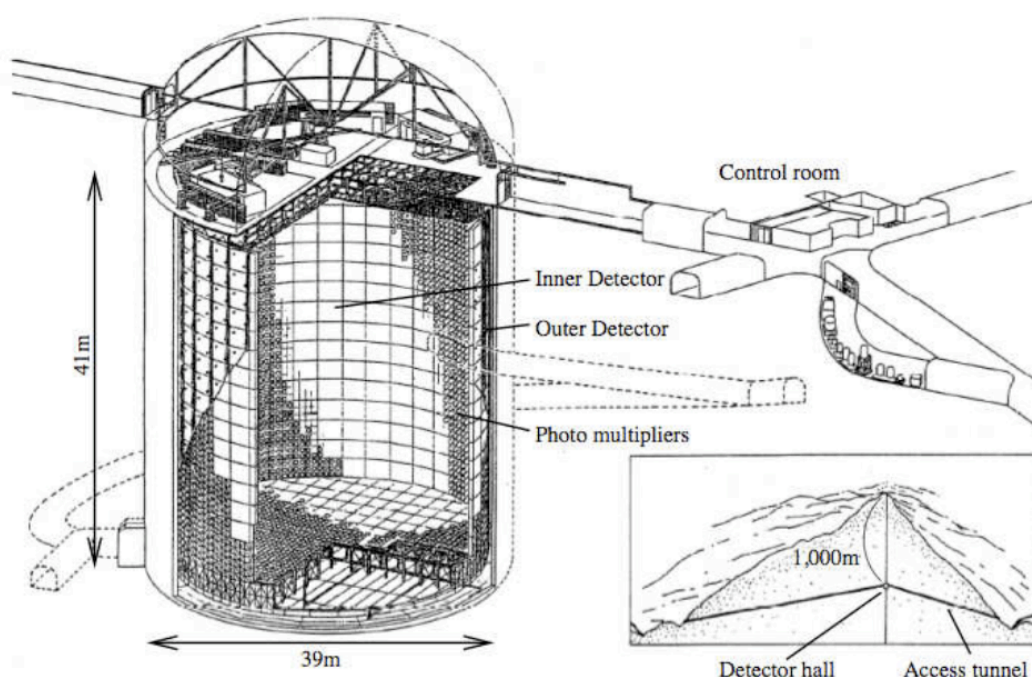 Control room
Inner Detector
Outer Detector
41m
Photo multipliers
1,000m
39m
Detector hall
Access tunnel